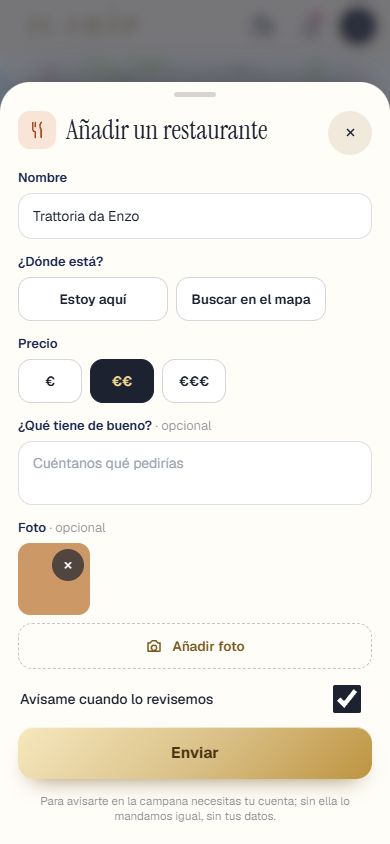 Añadir un restaurante
×
Nombre
Trattoria da Enzo
¿Dónde está?
Estoy aquí
Buscar en el mapa
Precio
€
€€
€€€
¿Qué tiene de bueno? · opcional
Cuéntanos qué pedirías
Foto · opcional
×
Añadir foto
Avísame cuando lo revisemos
Enviar
Para avisarte en la campana necesitas tu cuenta; sin ella lo
mandamos igual, sin tus datos.